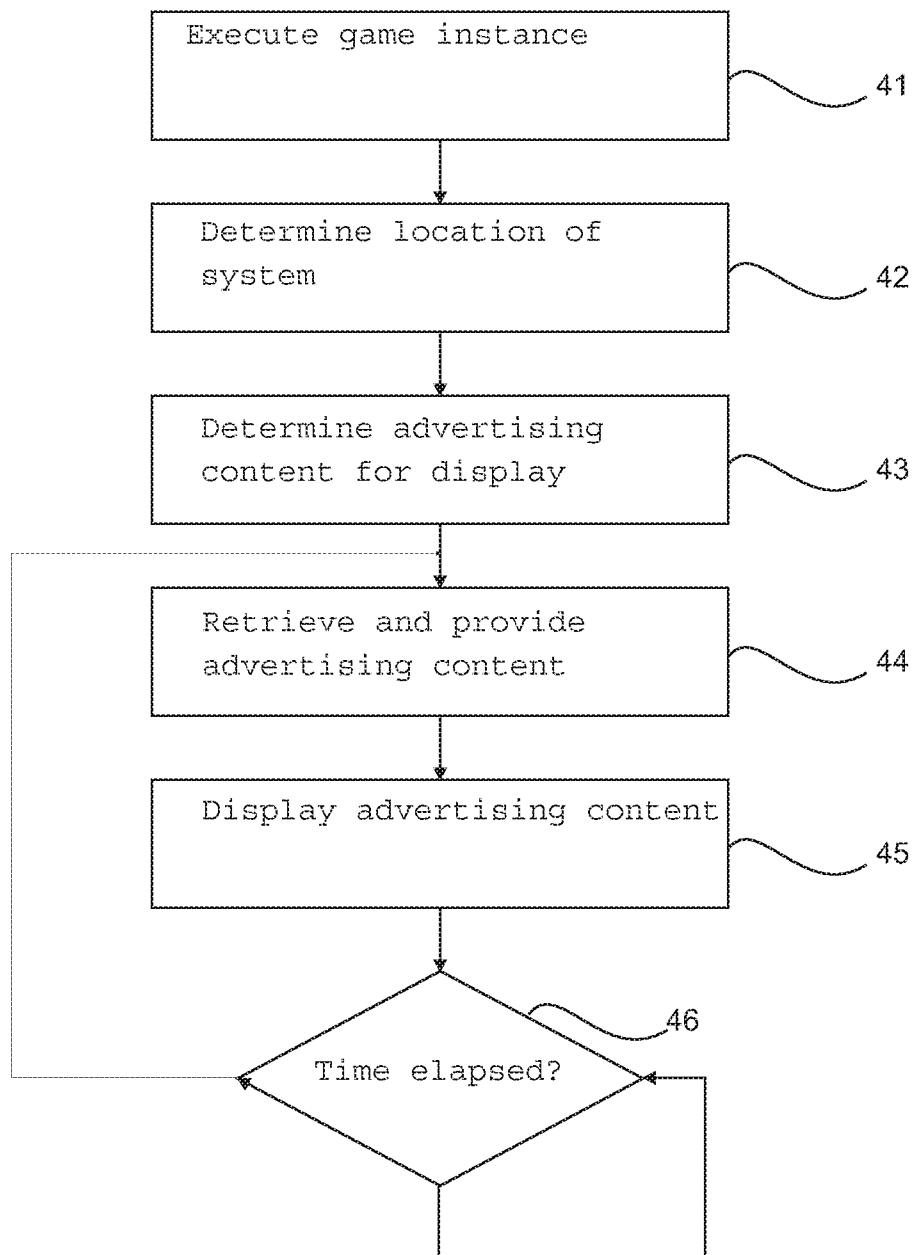 Execute game instance
41
Determine location of
system
42
Determine advertising
content for display
43
Retrieve and provide
advertising content
44
Display advertising content
45
46
Time elapsed?